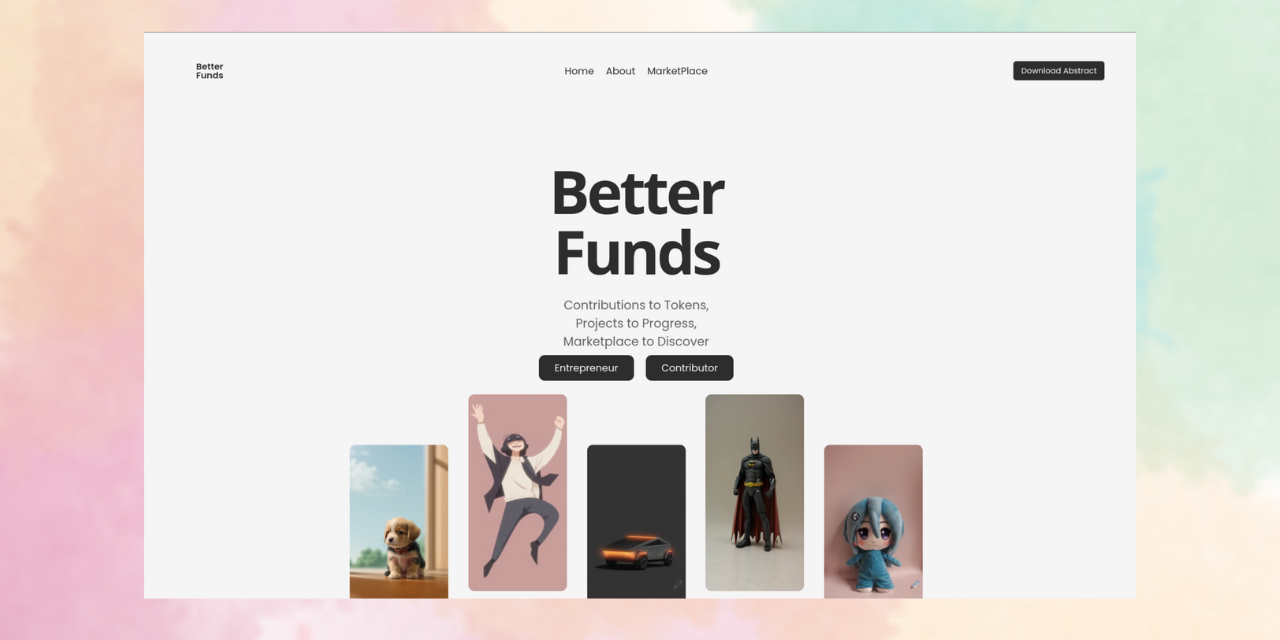 Better
Funds
Home About MarketPlace
Download Abstract
Better
Funds
Contributions to Tokens,
Projects to Progress,
Marketplace to Discover
Entrepreneur Contributor